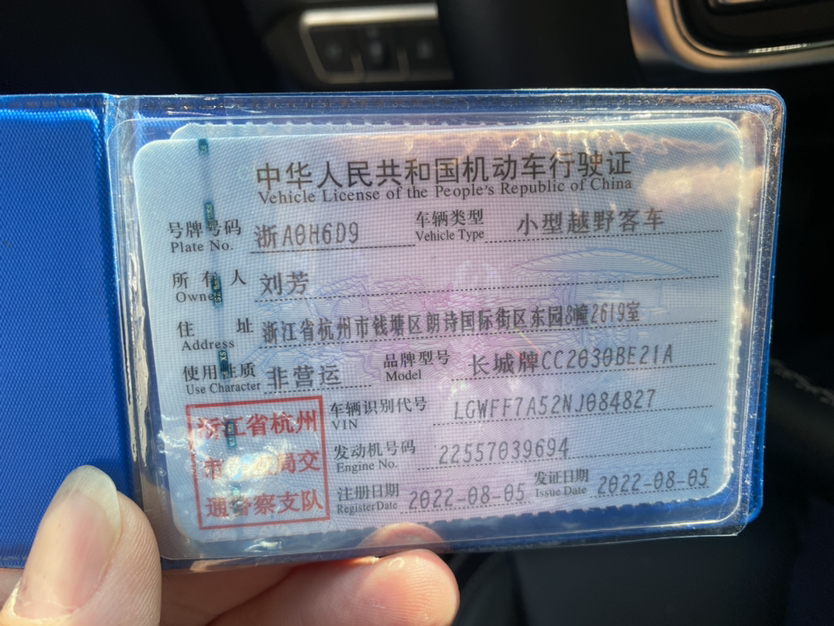 中华人民共和国机动车行驶证
Vehicle License of the People's Republic of China
号牌号码 浙A0H6D9 车辆类型 小型越野客车
Plate No. Vehicle Type
所有人 刘芳
Owner
住址 浙江省杭州市钱塘区朗诗国际街区东园8幢2619室
Address
使用性质 非营运 品牌型号 长城牌CC2030BE21A
Use Character Model
车辆识别代号 LGWFF7A52NJ084827
VIN
发动机号码 22557039694
Engine No.
注册日期 2022-08-05 发证日期 2022-08-05
Register Date Issue Date
浙江省杭州
局交
通警察支队